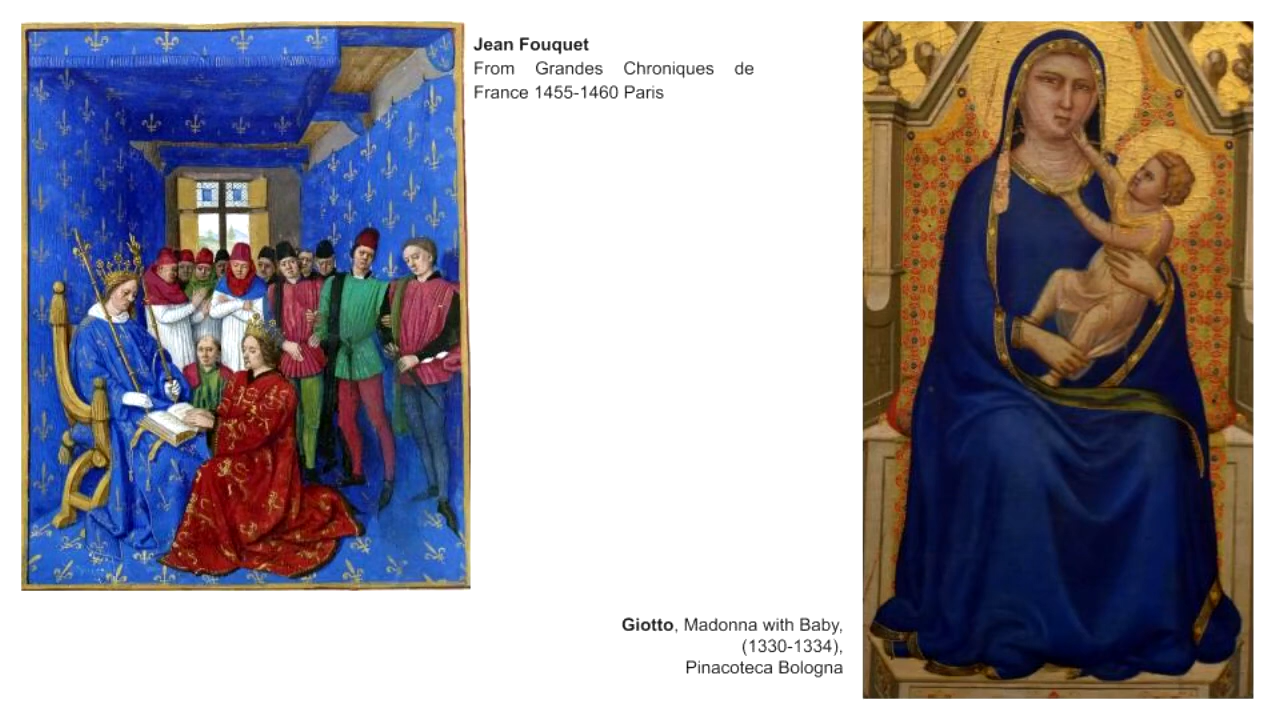 Jean Fouquet
From Grandes Chroniques de
France 1455-1460 Paris
Giotto, Madonna with Baby,
(1330-1334),
Pinacoteca Bologna